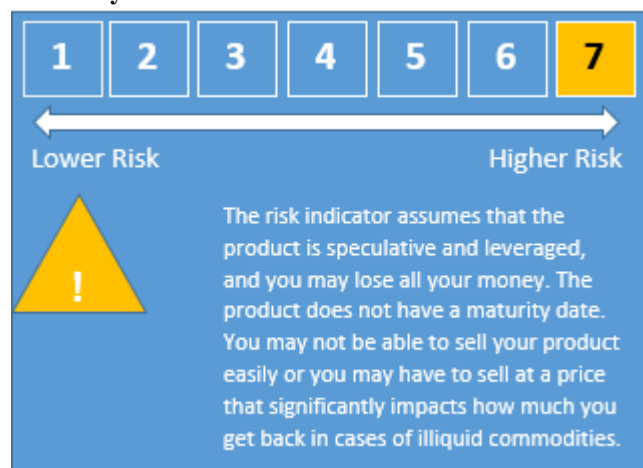 1 2 3 4 5 6 7
Lower Risk Higher Risk
!
The risk indicator assumes that the
product is speculative and leveraged,
and you may lose all your money. The
product does not have a maturity date.
You may not be able to sell your product
easily or you may have to sell at a price
that significantly impacts how much you
get back in cases of illiquid commodities.